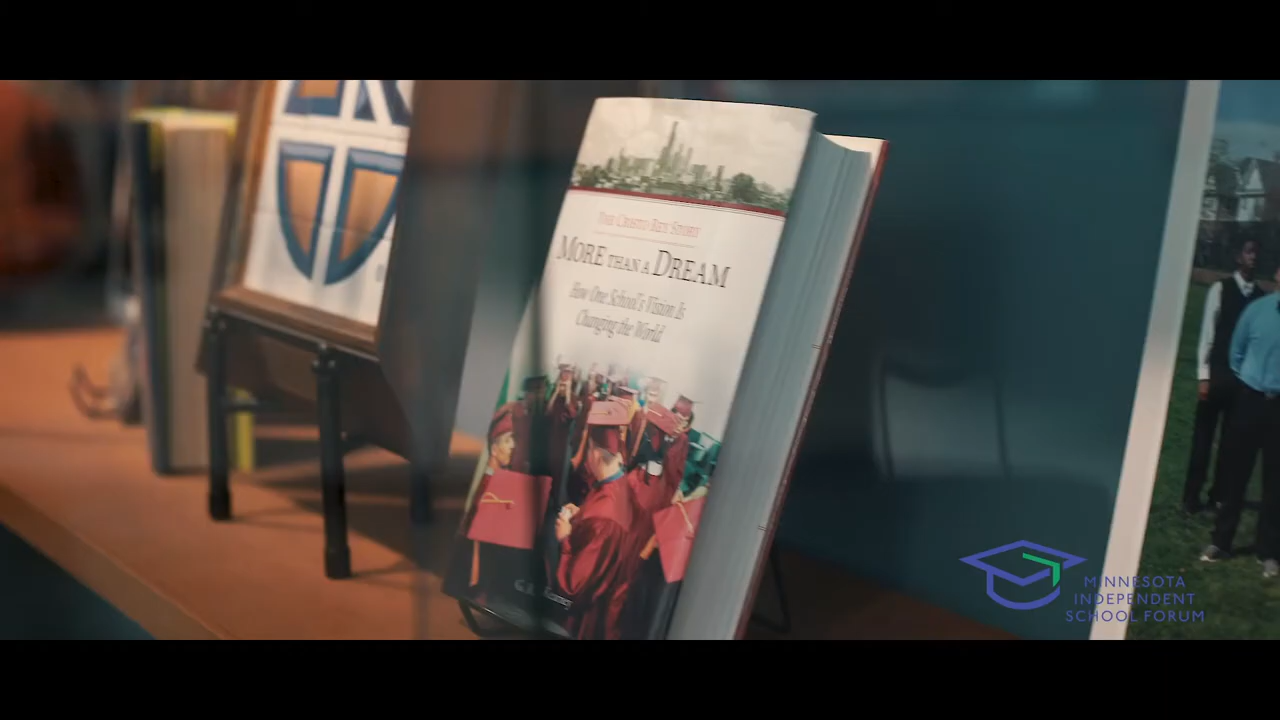 THE CRISTO REY STORY
MORE THAN A DREAM
How One School's Vision Is
Changing the World
MINNESOTA
INDEPENDENT
SCHOOL FORUM